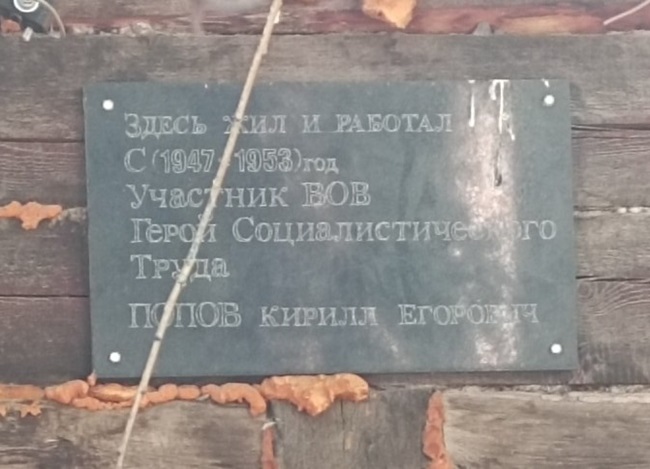 Здесь жил и работал
С (1947-1953) год
Участник ВОВ
Герой Социалистического
Труда
ПОПОВ Кирилл Егорович